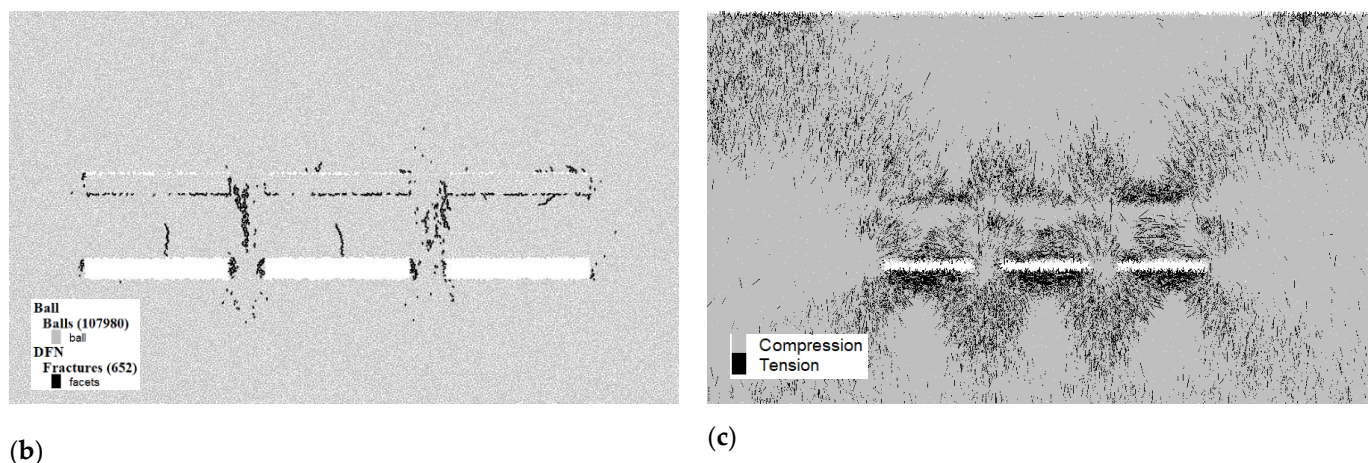 Ball
Balls (107980)
ball
DFN
Fractures (652)
facets
Compression
Tension
(b)
(c)